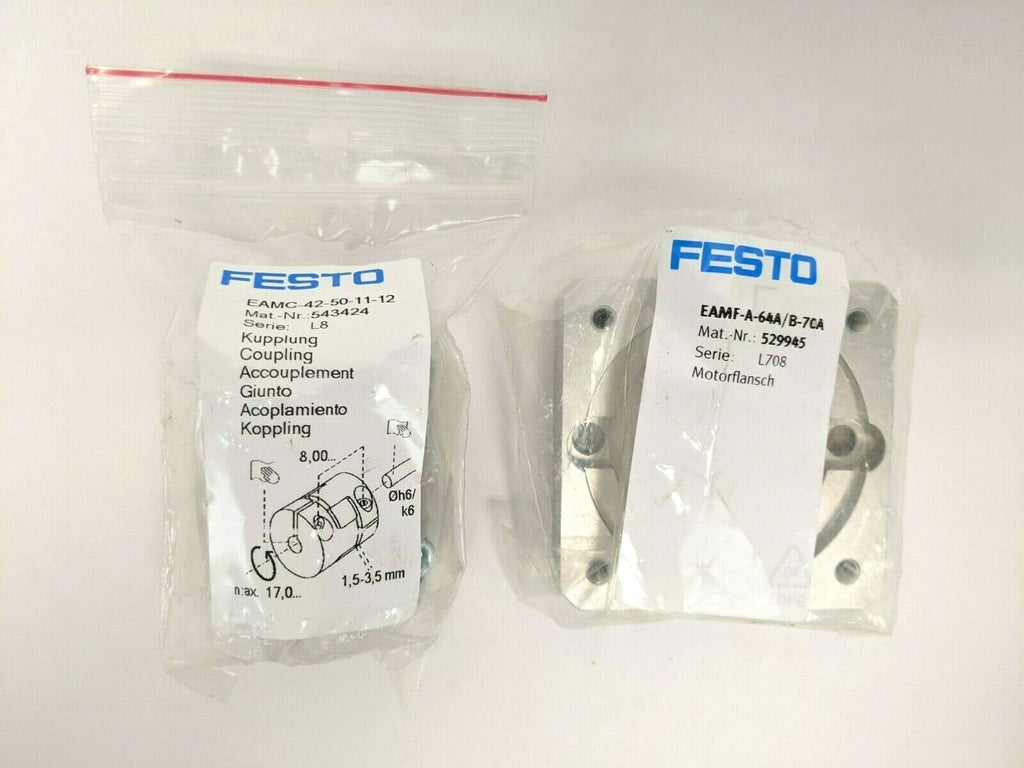 FESTO
EAMC-42-50-11-12
Mat.-Nr.:543424
Serie: L8
Kupplung
Coupling
Accouplement
Giunto
Acoplamiento
Koppling
8,00...
Øh6/
k6
1,5-3,5 mm
max. 17,0...
FESTO
EAMF-A-64A/B-70A
Mat.-Nr.: 529945
Serie: L708
Motorflansch
04
LDPE